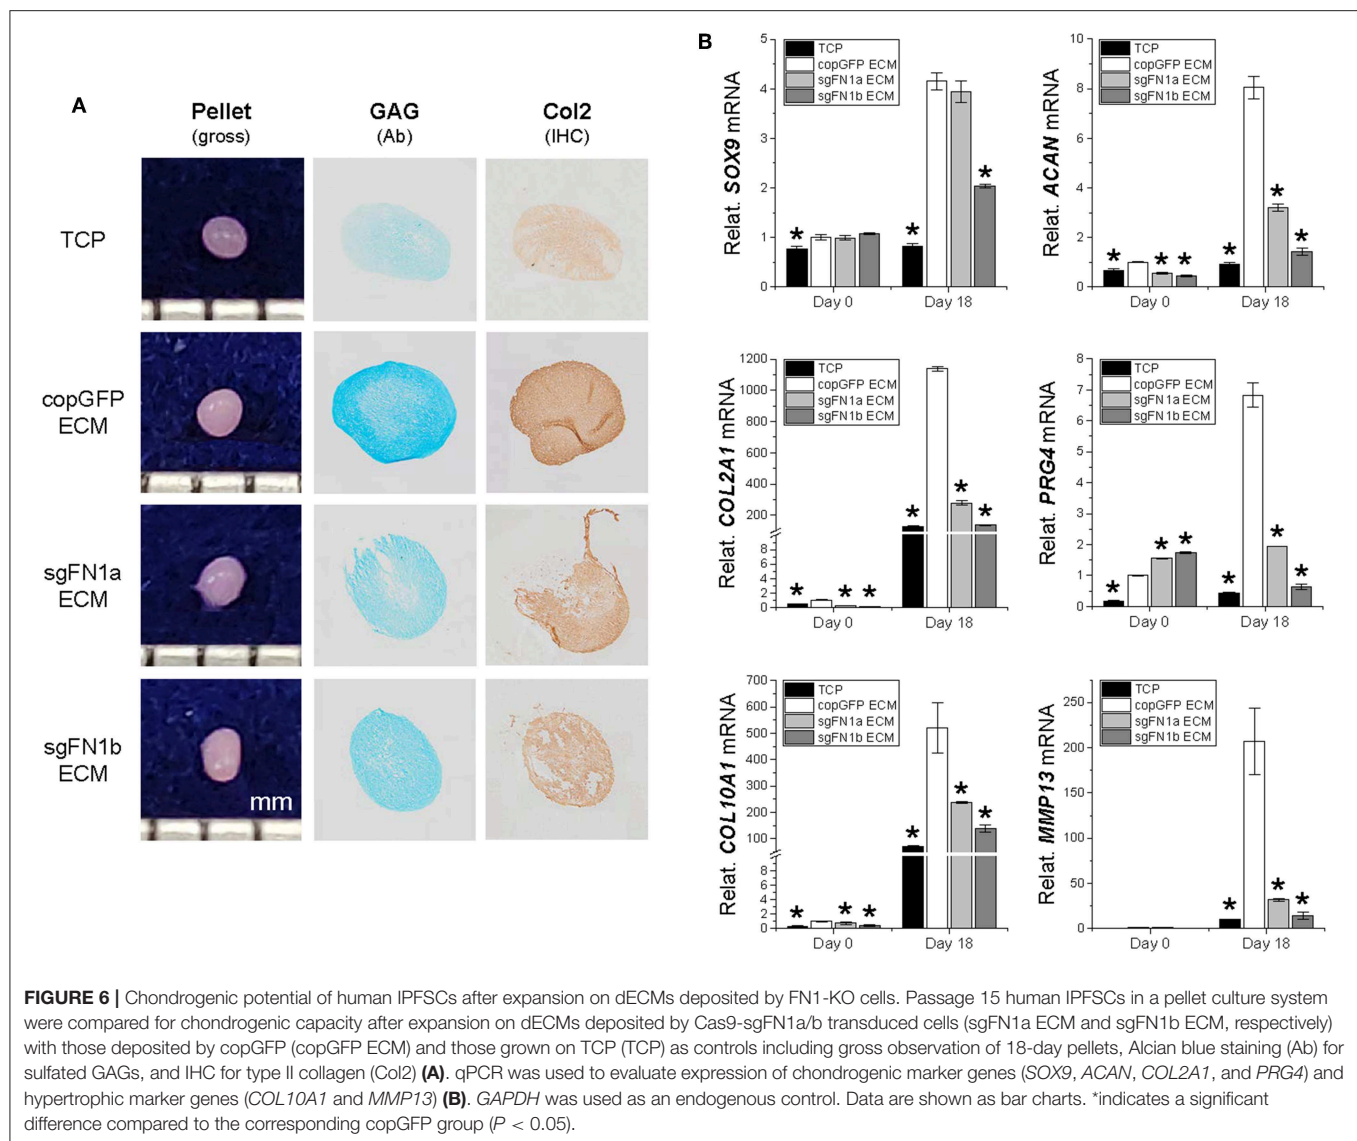 A
Pellet
(gross)
GAG
(Ab)
Col2
(IHC)
TCP
copGFP
ECM
sgFN1a
ECM
sgFN1b
ECM
mm
B
Relat. SOX9 mRNA
5
4
3
2
1
0
TCP
copGFP ECM
sgFN1a ECM
sgFN1b ECM
*
*
*
Day 0
Day 18
Relat. ACAN mRNA
10
8
6
4
2
0
TCP
copGFP ECM
sgFN1a ECM
sgFN1b ECM
*
* *
*
*
*
Day 0
Day 18
Relat. COL2A1 mRNA
1200
1000
800
600
400
200
8
6
4
2
0
TCP
copGFP ECM
sgFN1a ECM
sgFN1b ECM
*
* *
*
*
*
Day 0
Day 18
Relat. PRG4 mRNA
8
7
6
5
4
3
2
1
0
TCP
copGFP ECM
sgFN1a ECM
sgFN1b ECM
*
* *
*
*
*
Day 0
Day 18
Relat. COL10A1 mRNA
700
600
500
400
300
200
100
8
6
4
2
0
TCP
copGFP ECM
sgFN1a ECM
sgFN1b ECM
*
* *
*
*
*
Day 0
Day 18
Relat. MMP13 mRNA
250
200
150
100
50
0
TCP
copGFP ECM
sgFN1a ECM
sgFN1b ECM
*
*
*
Day 0
Day 18
FIGURE 6 | Chondrogenic potential of human IPFSCs after expansion on dECMs deposited by FN1-KO cells. Passage 15 human IPFSCs in a pellet culture system
were compared for chondrogenic capacity after expansion on dECMs deposited by Cas9-sgFN1a/b transduced cells (sgFN1a ECM and sgFN1b ECM, respectively)
with those deposited by copGFP (copGFP ECM) and those grown on TCP (TCP) as controls including gross observation of 18-day pellets, Alcian blue staining (Ab) for
sulfated GAGs, and IHC for type II collagen (Col2) (A). qPCR was used to evaluate expression of chondrogenic marker genes (SOX9, ACAN, COL2A1, and PRG4) and
hypertrophic marker genes (COL10A1 and MMP13) (B). GAPDH was used as an endogenous control. Data are shown as bar charts. *indicates a significant
difference compared to the corresponding copGFP group (P < 0.05).